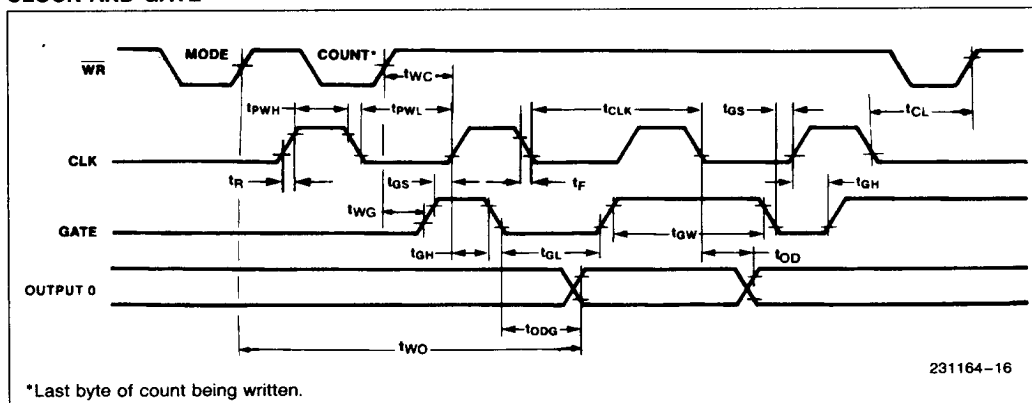 CLOCK AND GATE
MODE COUNT*
WR
tWC
tPWH tPWL tCLK tGS tCL
CLK
tR tGS tF tGH
tWG
GATE
tGH tGL tGW tOD
OUTPUT 0
tODG
tWO
231164-16
*Last byte of count being written.